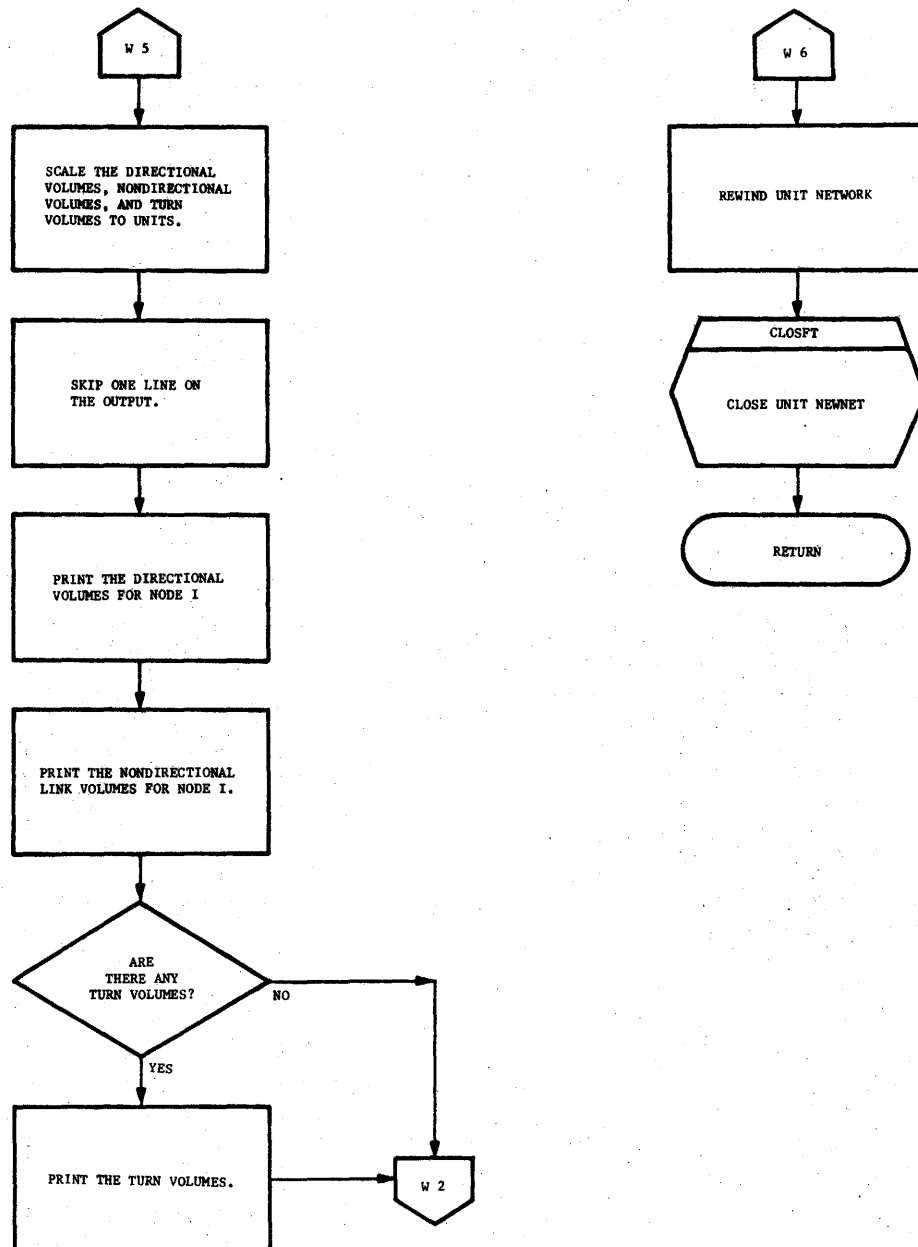 W 5
SCALE THE DIRECTIONAL
VOLUMES, NONDIRECTIONAL
VOLUMES, AND TURN
VOLUMES TO UNITS.
SKIP ONE LINE ON
THE OUTPUT.
PRINT THE DIRECTIONAL
VOLUMES FOR NODE I
PRINT THE NONDIRECTIONAL
LINK VOLUMES FOR NODE I.
ARE
THERE ANY
TURN VOLUMES?
NO
YES
PRINT THE TURN VOLUMES.
W 2
W 6
REWIND UNIT NETWORK
CLOSFT
CLOSE UNIT NEWNET
RETURN